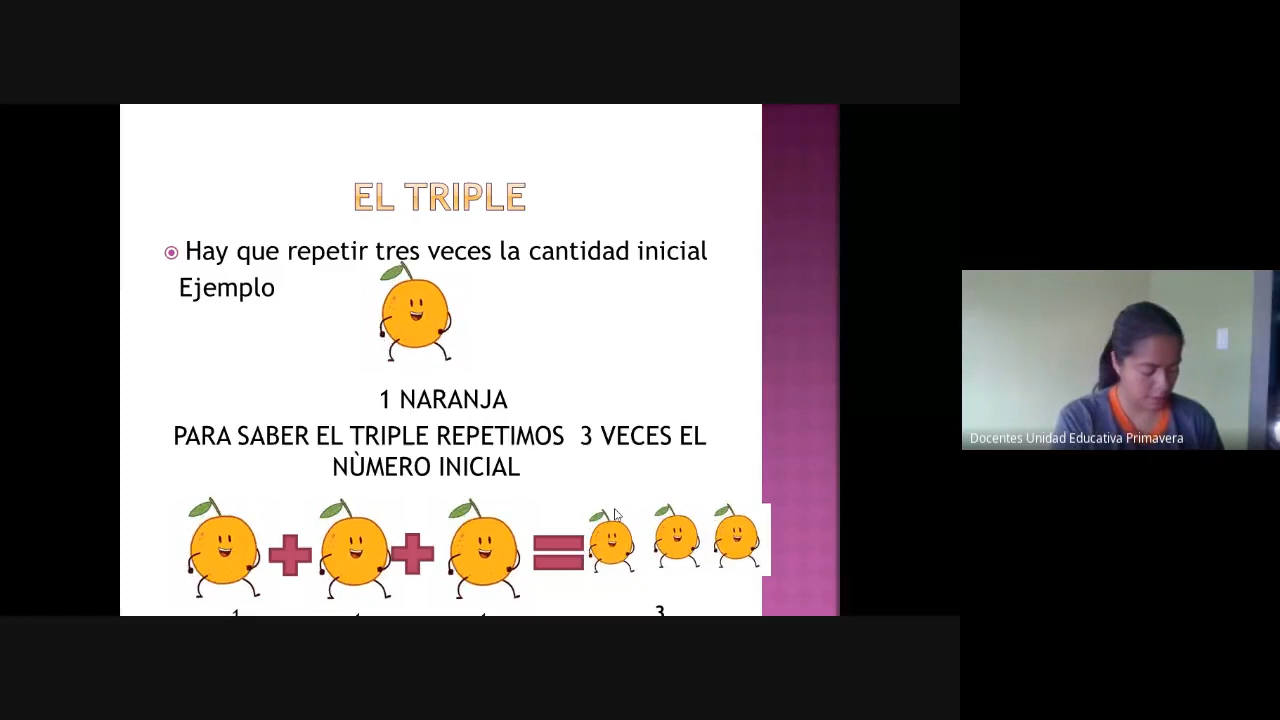 EL TRIPLE
Hay que repetir tres veces la cantidad inicial
Ejemplo
1 NARANJA
PARA SABER EL TRIPLE REPETIMOS 3 VECES EL
NÙMERO INICIAL
1 3
Docentes Unidad Educativa Primavera